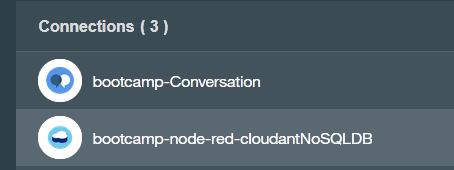 Connections ( 3 )
bootcamp-Conversation
bootcamp-node-red-cloudantNoSQLDB